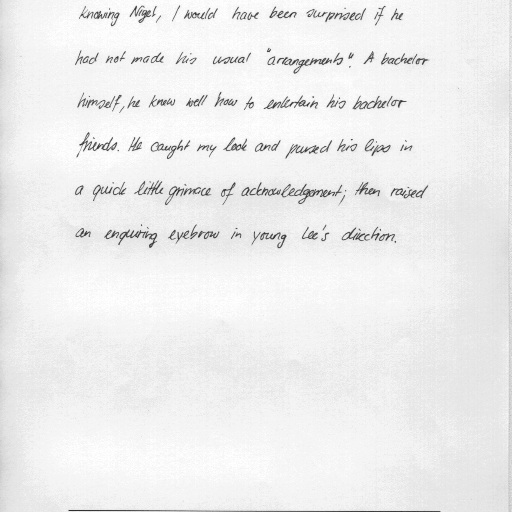 Knowing Nigel, I would have been surprised if he
had not made his usual "arrangements". A bachelor
himself, he knew well how to entertain his bachelor
friends. He caught my look and pursed his lips in
a quick little grimace of acknowledgement; then raised
an enquiring eyebrow in young Lee's direction.